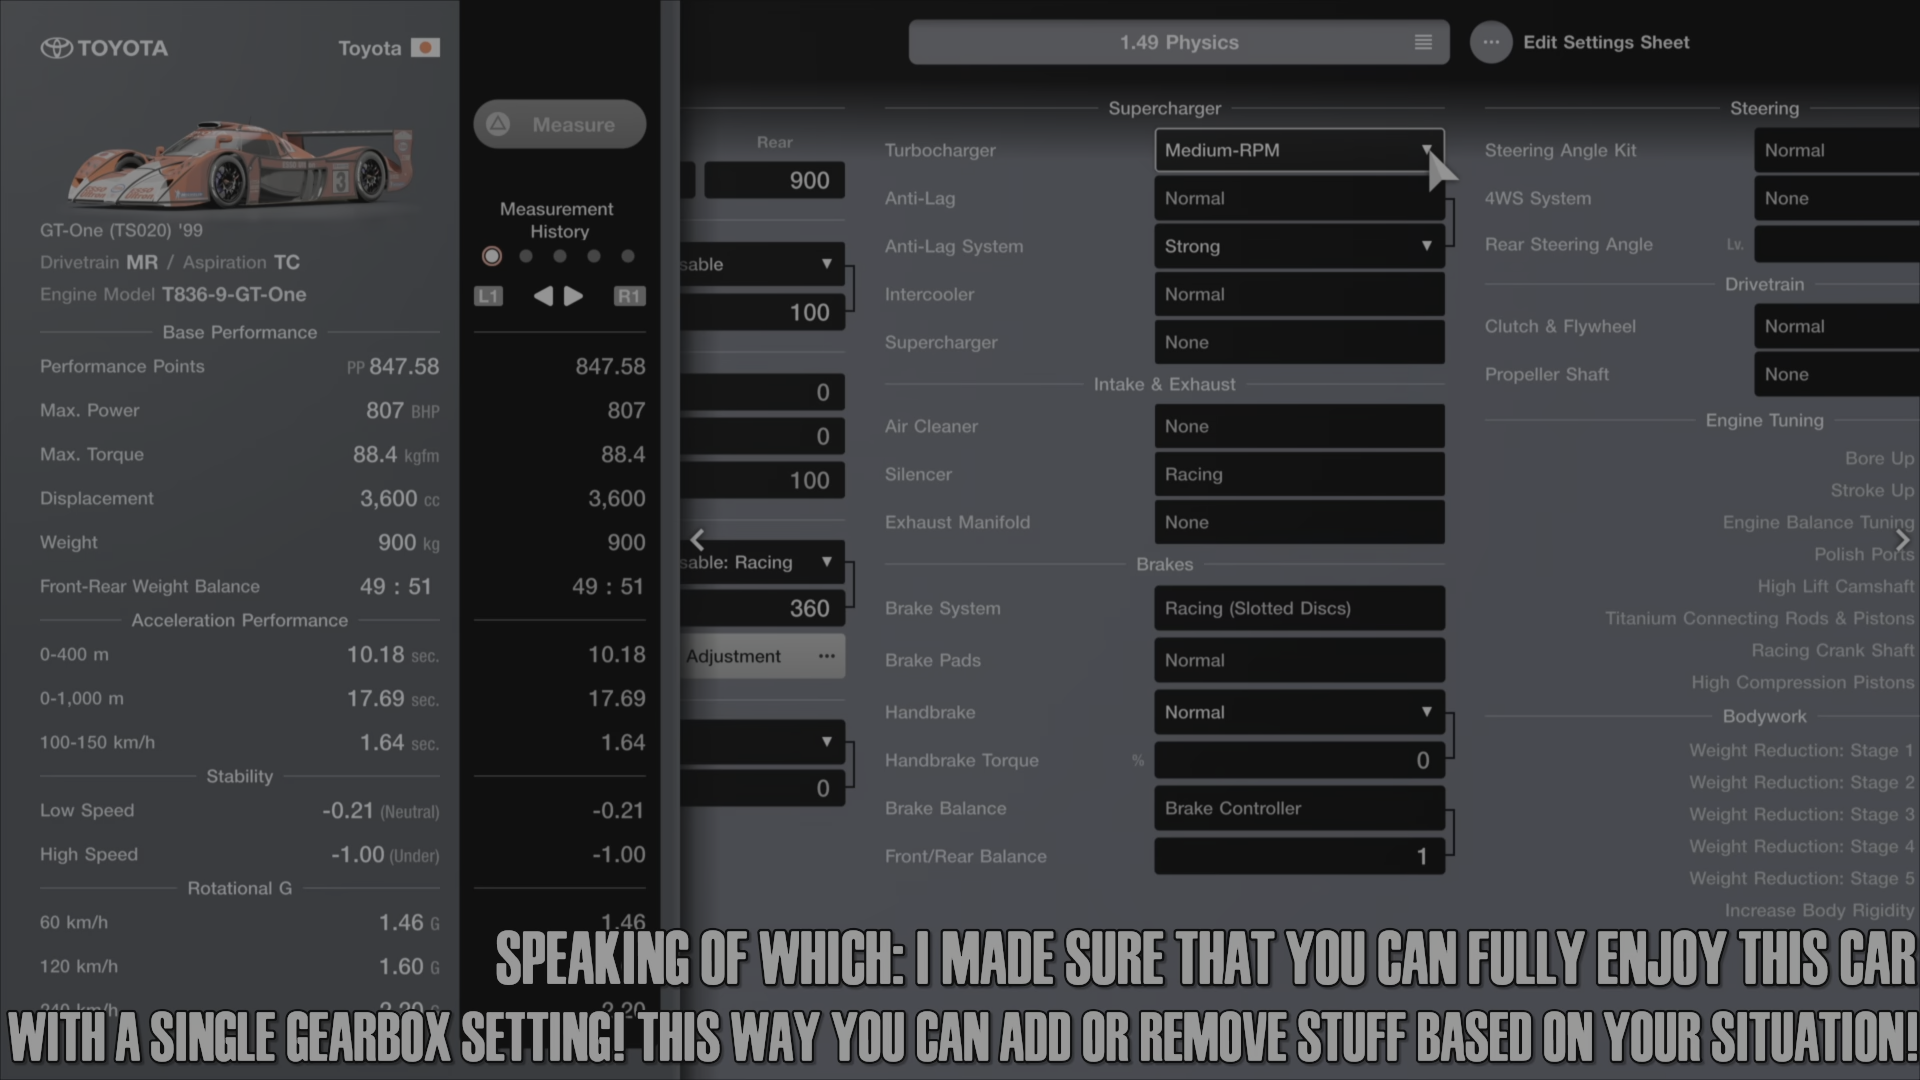 TOYOTA
Toyota
3
GT-One (TS020) '99
Drivetrain MR / Aspiration TC
Engine Model T836-9-GT-One
Base Performance
Performance Points PP 847.58
Max. Power 807 BHP
Max. Torque 88.4 kgfm
Displacement 3,600 cc
Weight 900 kg
Front-Rear Weight Balance 49 : 51
Acceleration Performance
0-400 m 10.18 sec.
0-1,000 m 17.69 sec.
100-150 km/h 1.64 sec.
Stability
Low Speed -0.21 (Neutral)
High Speed -1.00 (Under)
Rotational G
60 km/h 1.46 G
120 km/h 1.60 G
240 km/h 2.20 G
Measure
Measurement
History
L1 R1
847.58
807
88.4
3,600
900
49 : 51
10.18
17.69
1.64
-0.21
-1.00
1.46
2.20
1.49 Physics
Edit Settings Sheet
Rear
900
sable
100
0
0
100
sable: Racing
360
Adjustment ...
0
Supercharger
Turbocharger Medium-RPM
Anti-Lag Normal
Anti-Lag System Strong
Intercooler Normal
Supercharger None
Intake & Exhaust
Air Cleaner None
Silencer Racing
Exhaust Manifold None
Brakes
Brake System Racing (Slotted Discs)
Brake Pads Normal
Handbrake Normal
Handbrake Torque % 0
Brake Balance Brake Controller
Front/Rear Balance 1
Steering
Steering Angle Kit Normal
4WS System None
Rear Steering Angle Lv.
Drivetrain
Clutch & Flywheel Normal
Propeller Shaft None
Engine Tuning
Bore Up
Stroke Up
Engine Balance Tuning
Polish Ports
High Lift Camshaft
Titanium Connecting Rods & Pistons
Racing Crank Shaft
High Compression Pistons
Bodywork
Weight Reduction: Stage 1
Weight Reduction: Stage 2
Weight Reduction: Stage 3
Weight Reduction: Stage 4
Weight Reduction: Stage 5
Increase Body Rigidity
SPEAKING OF WHICH: I MADE SURE THAT YOU CAN FULLY ENJOY THIS CAR
WITH A SINGLE GEARBOX SETTING! THIS WAY YOU CAN ADD OR REMOVE STUFF BASED ON YOUR SITUATION!